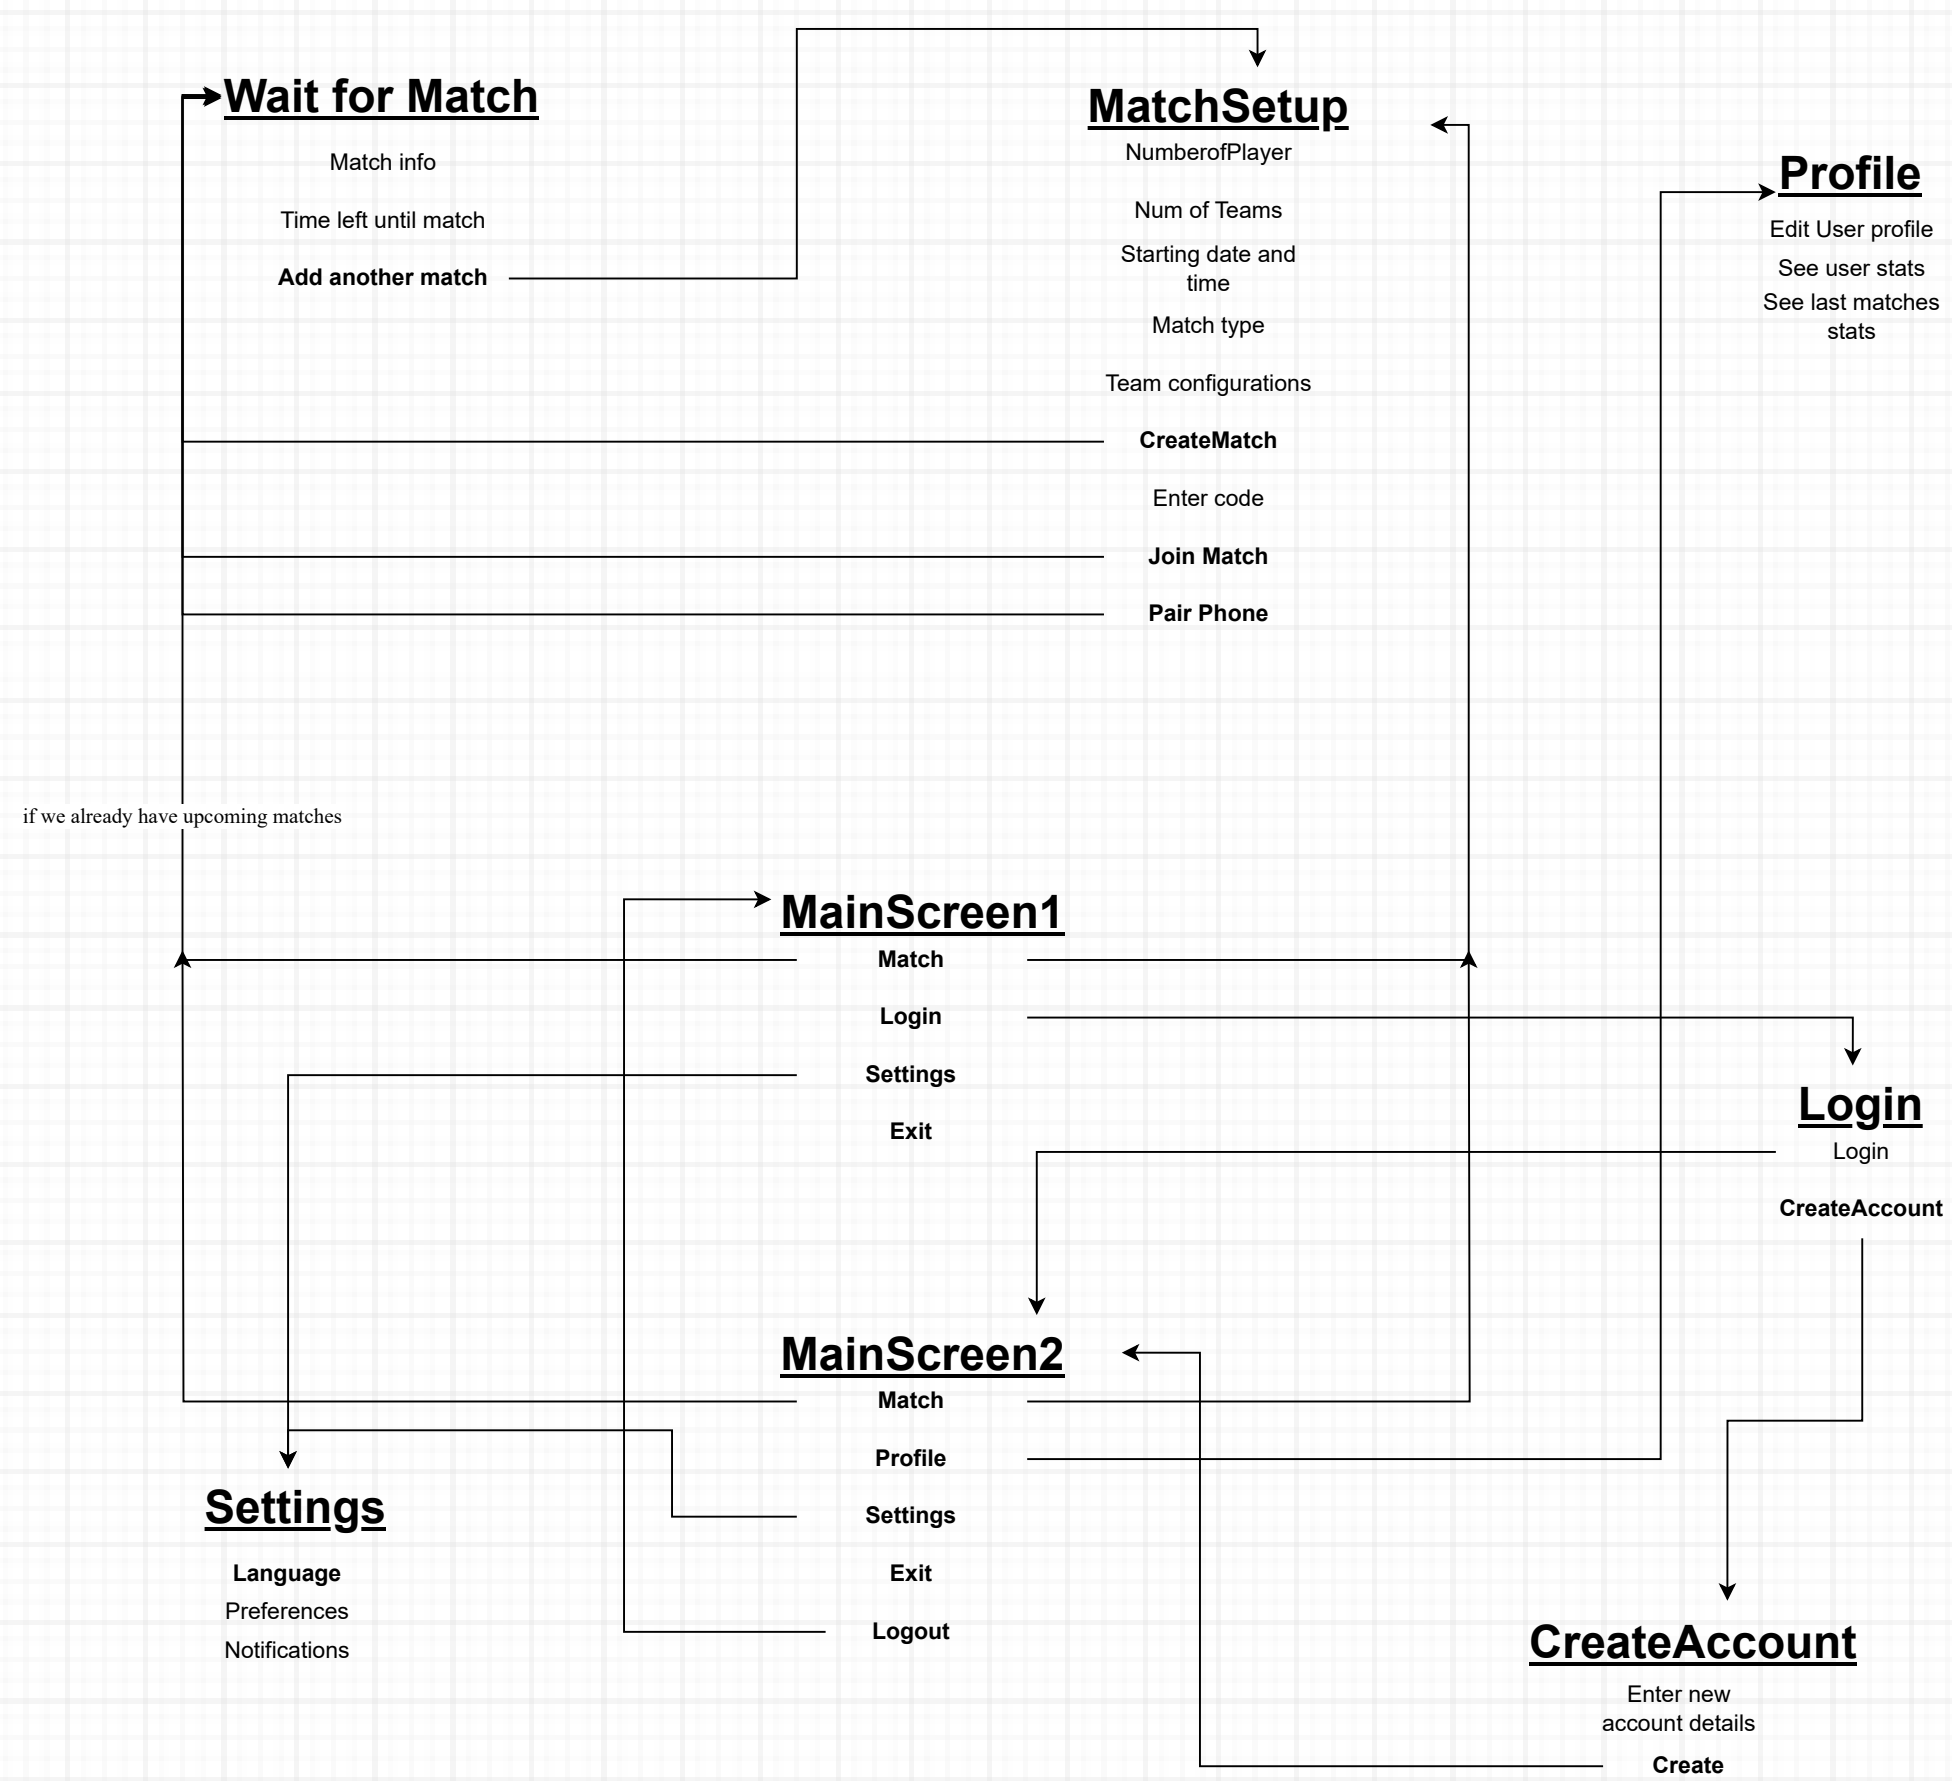 Wait for Match
Match info
Time left until match
Add another match
MatchSetup
NumberofPlayer
Num of Teams
Starting date and
time
Match type
Team configurations
CreateMatch
Enter code
Join Match
Pair Phone
Profile
Edit User profile
See user stats
See last matches
stats
if we already have upcoming matches
MainScreen1
Match
Login
Settings
Exit
Login
Login
CreateAccount
MainScreen2
Match
Profile
Settings
Exit
Logout
Settings
Language
Preferences
Notifications
CreateAccount
Enter new
account details
Create